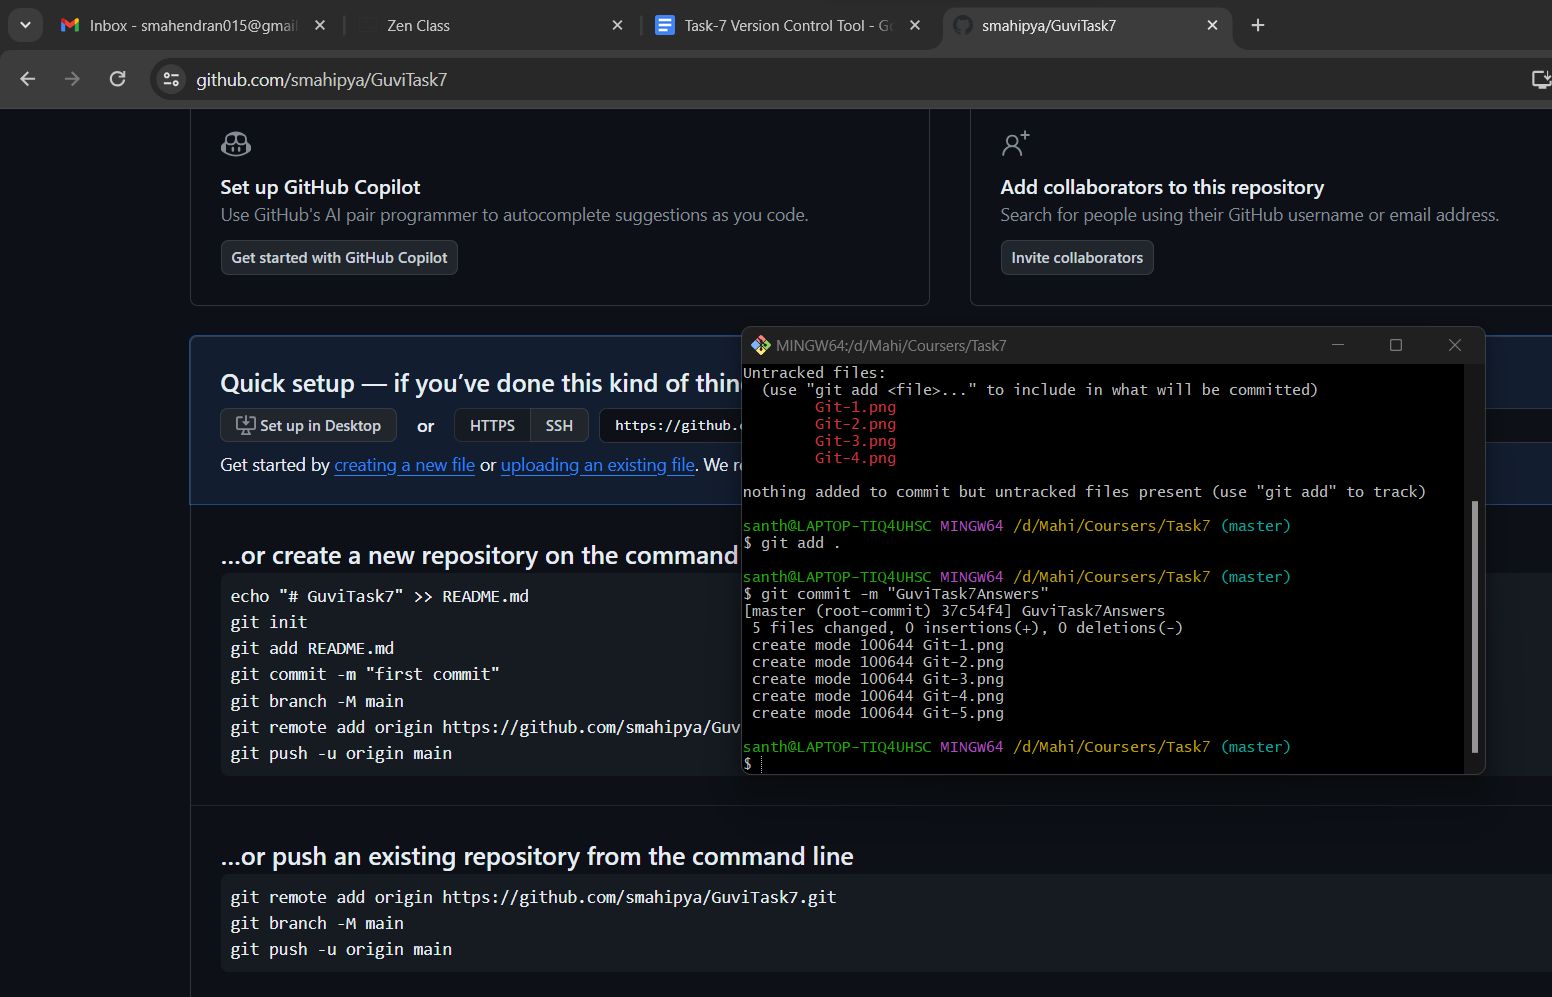 Inbox - smahendran015@gmail
Zen Class
Task-7 Version Control Tool - Go
smahipya/GuviTask7
github.com/smahipya/GuviTask7
Set up GitHub Copilot
Use GitHub's AI pair programmer to autocomplete suggestions as you code.
Get started with GitHub Copilot
Add collaborators to this repository
Search for people using their GitHub username or email address.
Invite collaborators
Quick setup — if you've done this kind of thin
Set up in Desktop
or
HTTPS
SSH
https://github.
Get started by creating a new file or uploading an existing file. We r
...or create a new repository on the command
echo "# GuviTask7" >> README.md
git init
git add README.md
git commit -m "first commit"
git branch -M main
git remote add origin https://github.com/smahipya/Guv
git push -u origin main
...or push an existing repository from the command line
git remote add origin https://github.com/smahipya/GuviTask7.git
git branch -M main
git push -u origin main
MINGW64:/d/Mahi/Coursers/Task7
Untracked files:
(use "git add <file>..." to include in what will be committed)
Git-1.png
Git-2.png
Git-3.png
Git-4.png
nothing added to commit but untracked files present (use "git add" to track)
santh@LAPTOP-TIQ4UHSC MINGW64 /d/Mahi/Coursers/Task7 (master)
$ git add .
santh@LAPTOP-TIQ4UHSC MINGW64 /d/Mahi/Coursers/Task7 (master)
$ git commit -m "GuviTask7Answers"
[master (root-commit) 37c54f4] GuviTask7Answers
5 files changed, 0 insertions(+), 0 deletions(-)
create mode 100644 Git-1.png
create mode 100644 Git-2.png
create mode 100644 Git-3.png
create mode 100644 Git-4.png
create mode 100644 Git-5.png
santh@LAPTOP-TIQ4UHSC MINGW64 /d/Mahi/Coursers/Task7 (master)
$